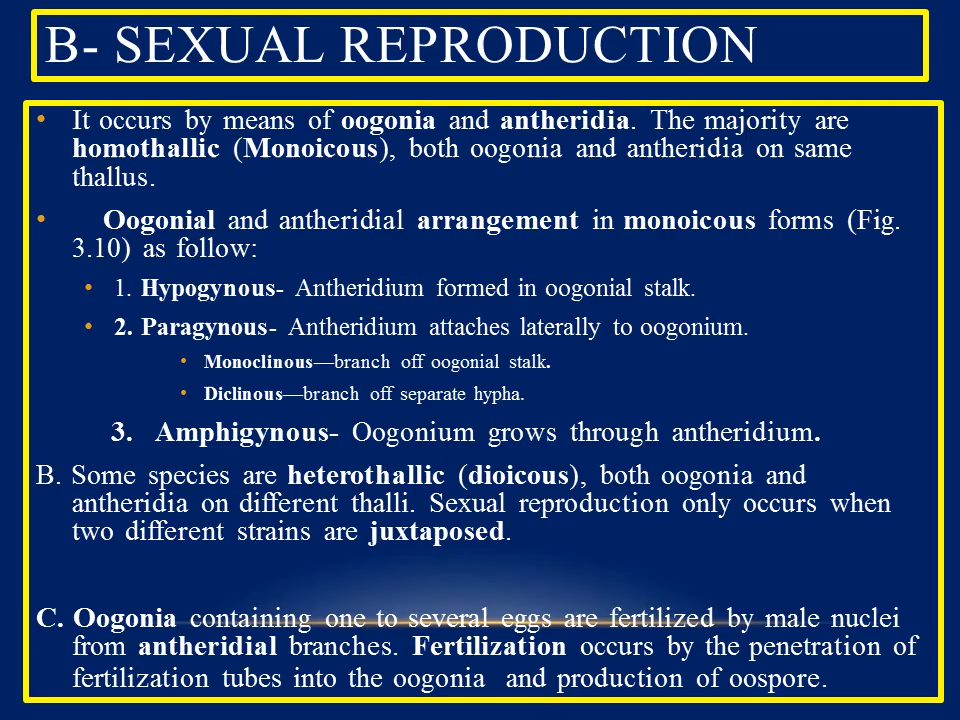 B- SEXUAL REPRODUCTION
• It occurs by means of oogonia and antheridia. The majority are
homothallic (Monoicous), both oogonia and antheridia on same
thallus.
• Oogonial and antheridial arrangement in monoicous forms (Fig.
3.10) as follow:
• 1. Hypogynous- Antheridium formed in oogonial stalk.
• 2. Paragynous- Antheridium attaches laterally to oogonium.
• Monoclinous—branch off oogonial stalk.
• Diclinous—branch off separate hypha.
3. Amphigynous- Oogonium grows through antheridium.
B. Some species are heterothallic (dioicous), both oogonia and
antheridia on different thalli. Sexual reproduction only occurs when
two different strains are juxtaposed.
C. Oogonia containing one to several eggs are fertilized by male nuclei
from antheridial branches. Fertilization occurs by the penetration of
fertilization tubes into the oogonia and production of oospore.